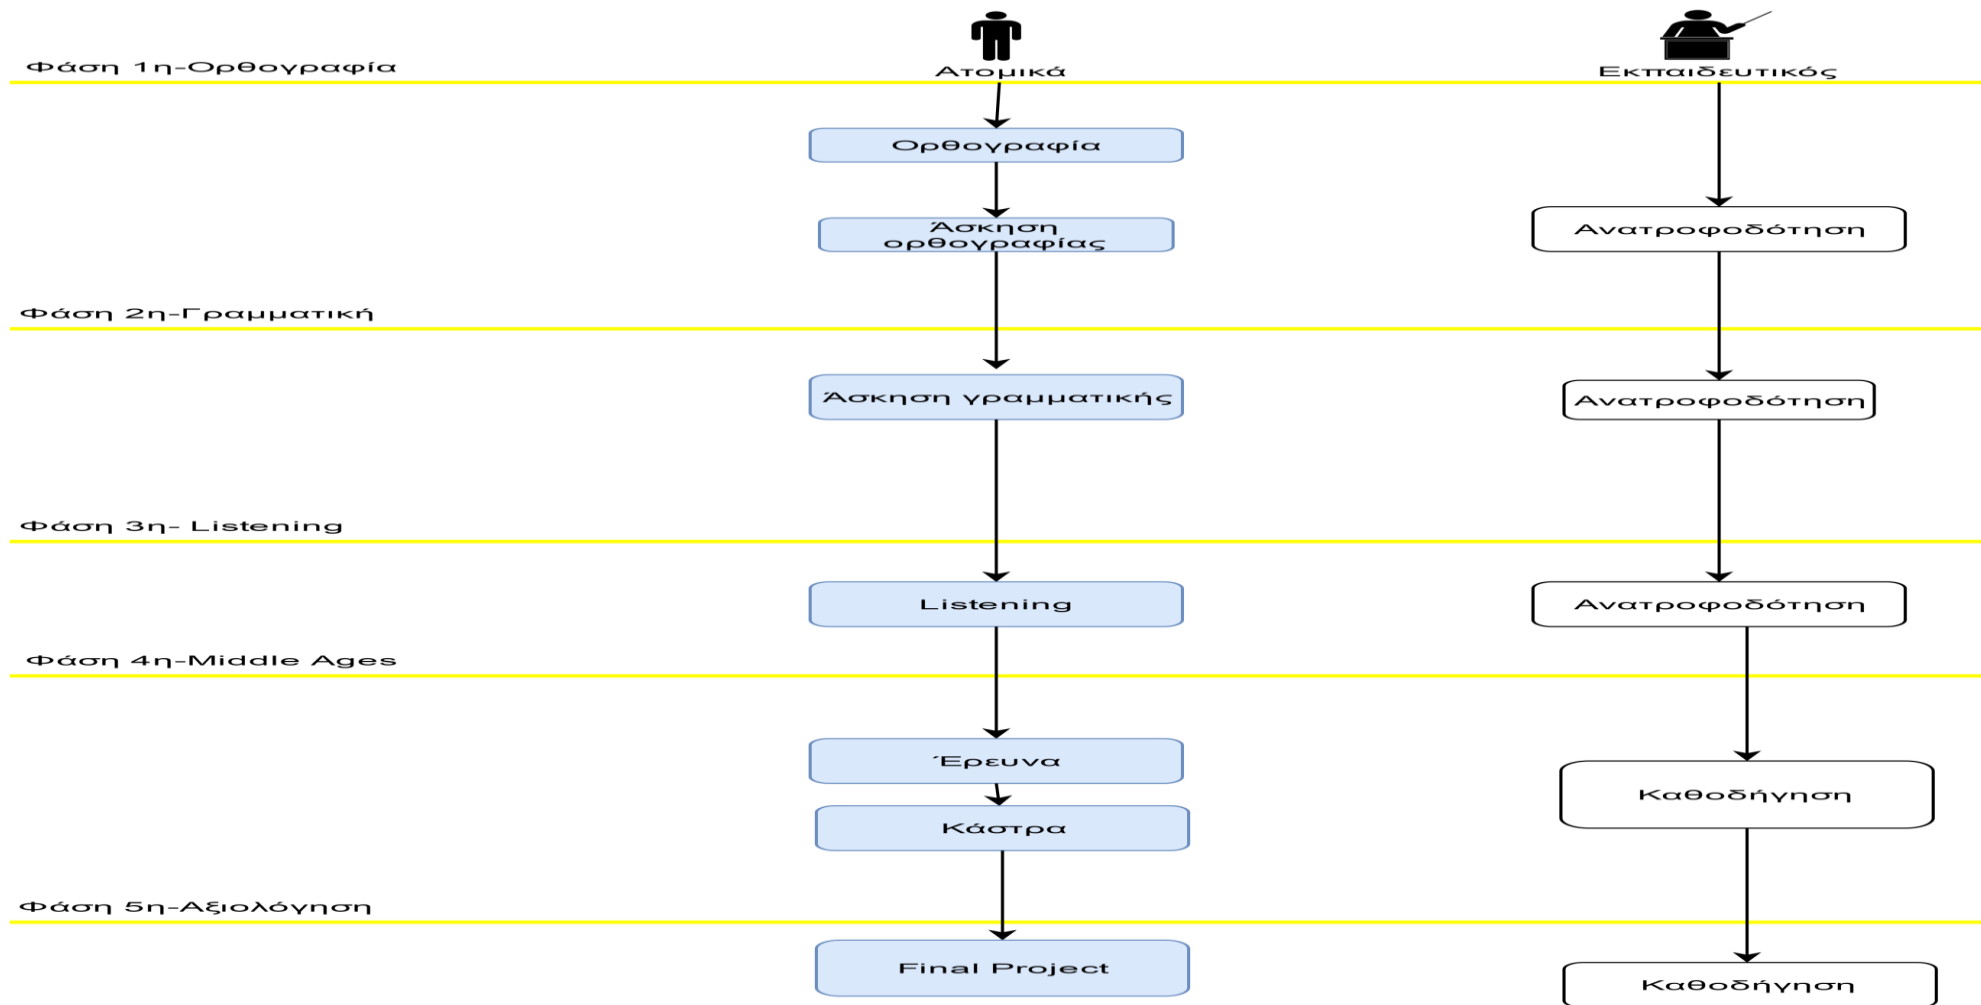 Φάση 1η-Ορθογραφία
Ατομικά
Εκπαιδευτικός
Ορθογραφία
Άσκηση
ορθογραφίας
Ανατροφοδότηση
Φάση 2η-Γραμματική
Άσκηση γραμματικής
Ανατροφοδότηση
Φάση 3η- Listening
Listening
Ανατροφοδότηση
Φάση 4η-Middle Ages
Έρευνα
Καθοδήγηση
Κάστρα
Φάση 5η-Αξιολόγηση
Final Project
Καθοδήγηση